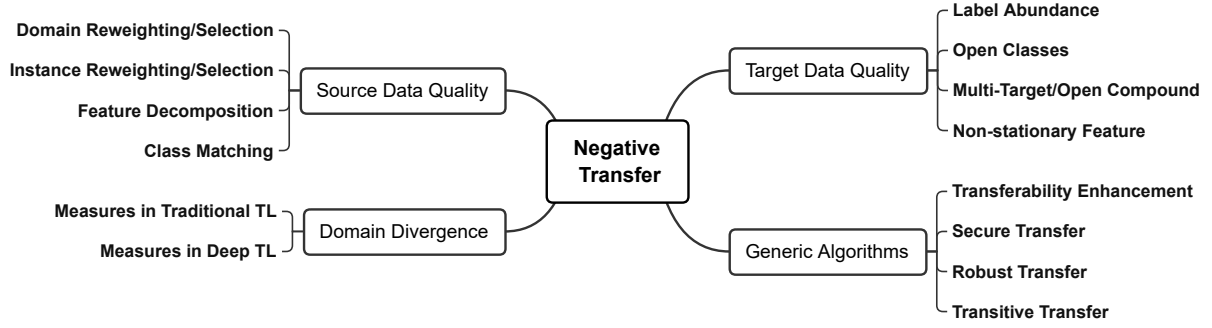 Domain Reweighting/Selection
Instance Reweighting/Selection
Feature Decomposition
Class Matching
Source Data Quality
Measures in Traditional TL
Measures in Deep TL
Domain Divergence
Negative
Transfer
Target Data Quality
Label Abundance
Open Classes
Multi-Target/Open Compound
Non-stationary Feature
Generic Algorithms
Transferability Enhancement
Secure Transfer
Robust Transfer
Transitive Transfer